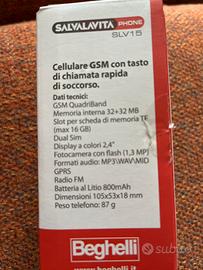 SALVALAVITA PHONE
SLV15
Cellulare GSM con tasto
di chiamata rapida
di soccorso.
Dati tecnici:
GSM QuadriBand
Memoria interna 32+32 MB
Slot per scheda di memoria TF
(max 16 GB)
Dual Sim
Display a colori 2,4"
Fotocamera con flash (1,3 MP)
Formati audio: MP3\WAV\MID
GPRS
Radio FM
Batteria al Litio 800mAh
Dimensioni 105x53x18 mm
Peso telefono: 87 g
Beghelli
www.beghelli.it
subito